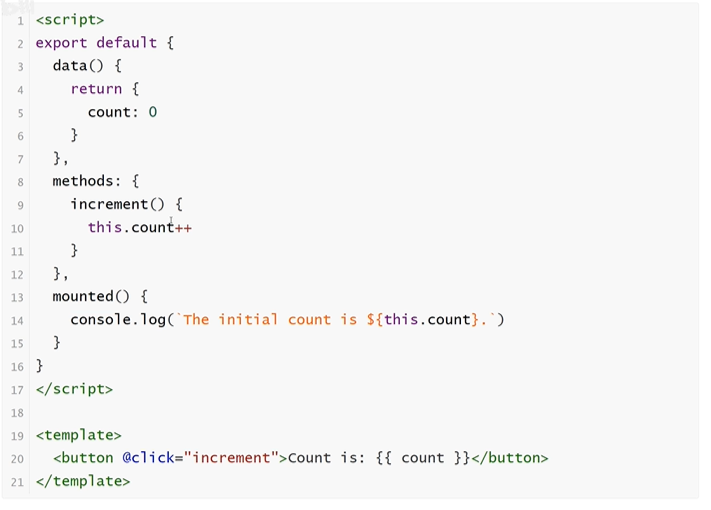 1 <script>
2 export default {
3   data() {
4     return {
5       count: 0
6     }
7   },
8   methods: {
9     increment() {
10       this.count++
11     }
12   },
13   mounted() {
14     console.log(`The initial count is ${this.count}.`)
15   }
16 }
17 </script>
18
19 <template>
20   <button @click="increment">Count is: {{ count }}</button>
21 </template>